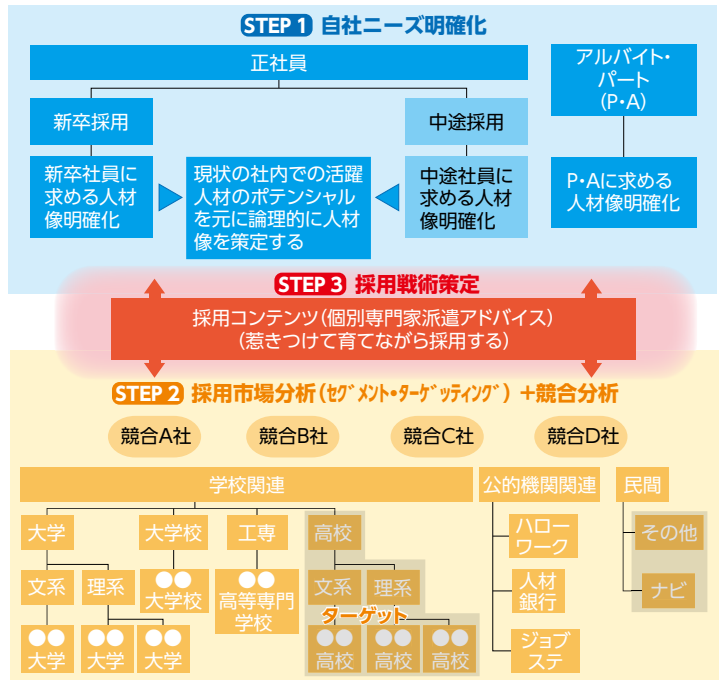 STEP 1 自社ニーズ明確化
正社員
アルバイト・
パート
(P・A)
新卒採用
中途採用
新卒社員に
求める人材
像明確化
現状の社内での活躍
人材のポテンシャル
を元に論理的に人材
像を策定する
中途社員に
求める人材
像明確化
P・Aに求める
人材像明確化
STEP 3 採用戦術策定
採用コンテンツ(個別専門家派遣アドバイス)
(惹きつけて育てながら採用する)
STEP 2 採用市場分析(ｾｸﾞﾒﾝﾄ・ﾀｰｹﾞｯﾃｨﾝｸﾞ)+競合分析
競合A社
競合B社
競合C社
競合D社
学校関連
公的機関関連
民間
大学
大学校
工専
高校
ハロー
ワーク
その他
文系
理系
●●
大学校
●●
高等専門
学校
文系
理系
人材
銀行
ナビ
ターゲット
●●
大学
●●
大学
●●
大学
●●
高校
●●
高校
●●
高校
ジョブ
ステ